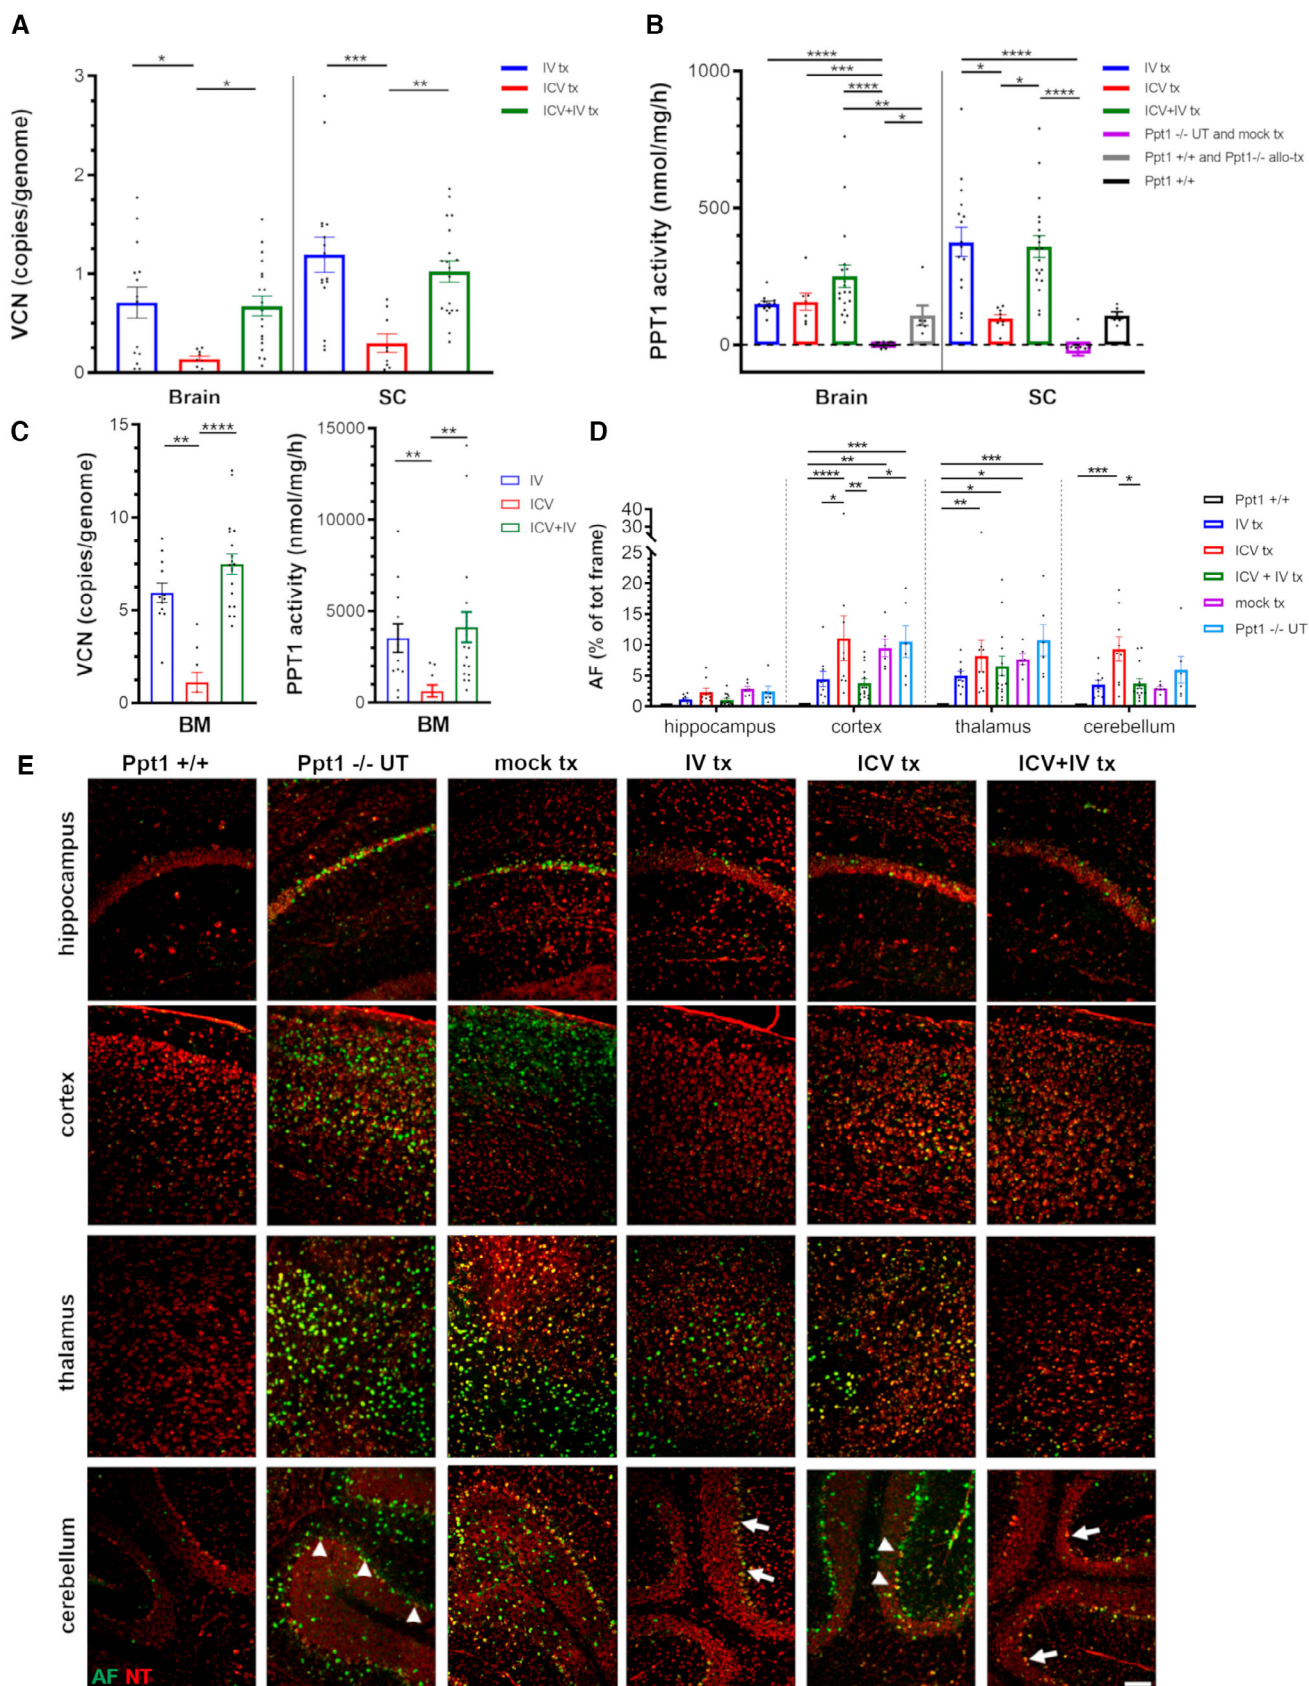 A
VCN (copies/genome)
3
2
1
0
*
*
***
**
Brain
SC
IV tx
ICV tx
ICV+IV tx
B
PPT1 activity (nmol/mg/h)
1000
500
0
****
***
****
**
*
****
*
*
****
Brain
SC
IV tx
ICV tx
ICV+IV tx
Ppt1 -/- UT and mock tx
Ppt1 +/+ and Ppt1-/- allo-tx
Ppt1 +/+
C
VCN (copies/genome)
15
10
5
0
**
****
BM
PPT1 activity (nmol/mg/h)
15000
10000
5000
0
**
**
BM
IV
ICV
ICV+IV
D
AF (% of tot frame)
40
30
25
20
15
10
5
0
***
**
****
*
**
*
***
*
*
**
***
*
hippocampus
cortex
thalamus
cerebellum
Ppt1 +/+
IV tx
ICV tx
ICV + IV tx
mock tx
Ppt1 -/- UT
E
Ppt1 +/+
Ppt1 -/- UT
mock tx
IV tx
ICV tx
ICV+IV tx
hippocampus
cortex
thalamus
cerebellum
AF NT